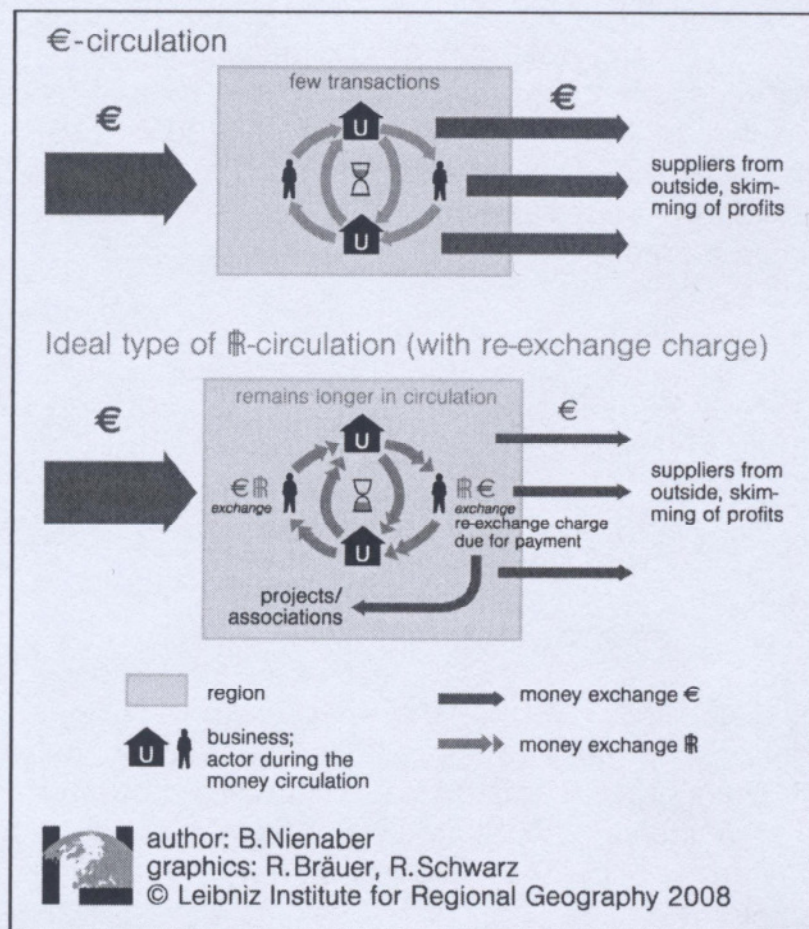 €-circulation
few transactions
€
€
U
U
suppliers from
outside, skim-
ming of profits
Ideal type of R-circulation (with re-exchange charge)
remains longer in circulation
€
€
U
€ R
exchange
R €
exchange
re-exchange charge
due for payment
U
suppliers from
outside, skim-
ming of profits
projects/
associations
region
money exchange €
U
business;
actor during the
money circulation
money exchange R
author: B.Nienaber
graphics: R.Bräuer, R.Schwarz
© Leibniz Institute for Regional Geography 2008